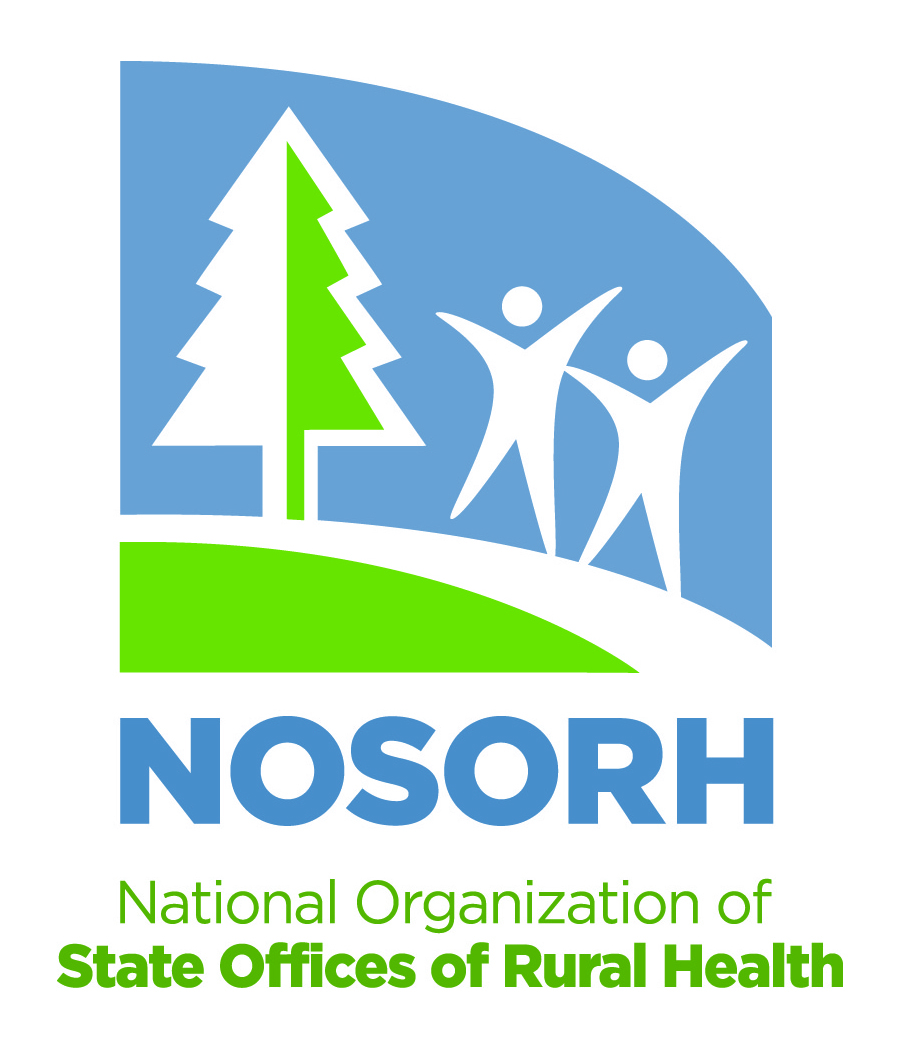 NOSORH
National Organization of
State Offices of Rural Health